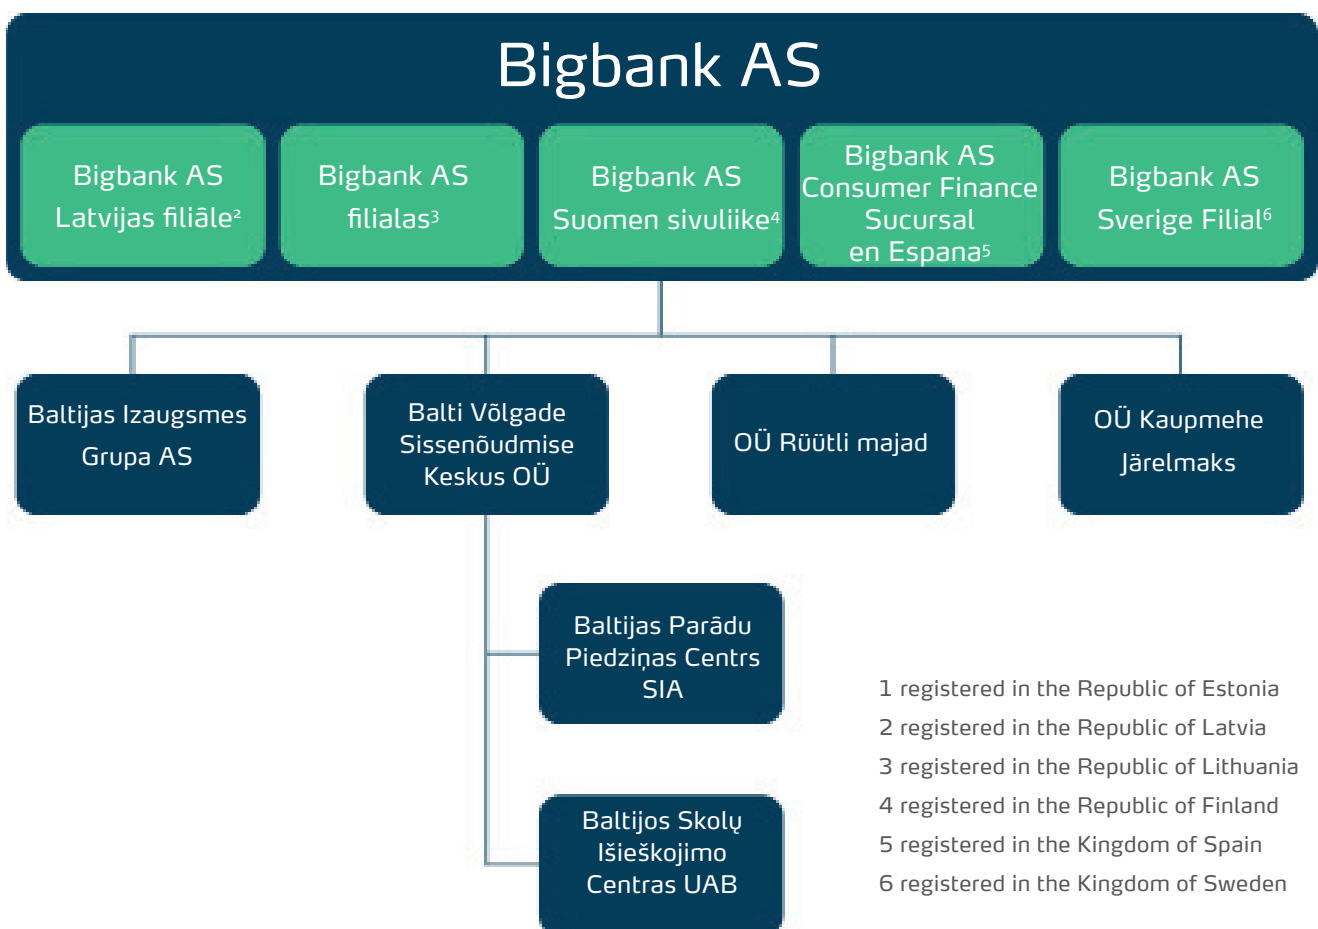 Bigbank AS
Bigbank AS
Latvijas filiāle²
Bigbank AS
filialas³
Bigbank AS
Suomen sivuliike⁴
Bigbank AS
Consumer Finance
Sucursal
en Espana⁵
Bigbank AS
Sverige Filial⁶
Baltijas Izaugsmes
Grupa AS
Balti Võlgade
Sissenõudmise
Keskus OÜ
OÜ Rüütli majad
OÜ Kaupmehe
Järelmaks
Baltijas Parādu
Piedziņas Centrs
SIA
Baltijos Skolų
Išieškojimo
Centras UAB
1 registered in the Republic of Estonia
2 registered in the Republic of Latvia
3 registered in the Republic of Lithuania
4 registered in the Republic of Finland
5 registered in the Kingdom of Spain
6 registered in the Kingdom of Sweden